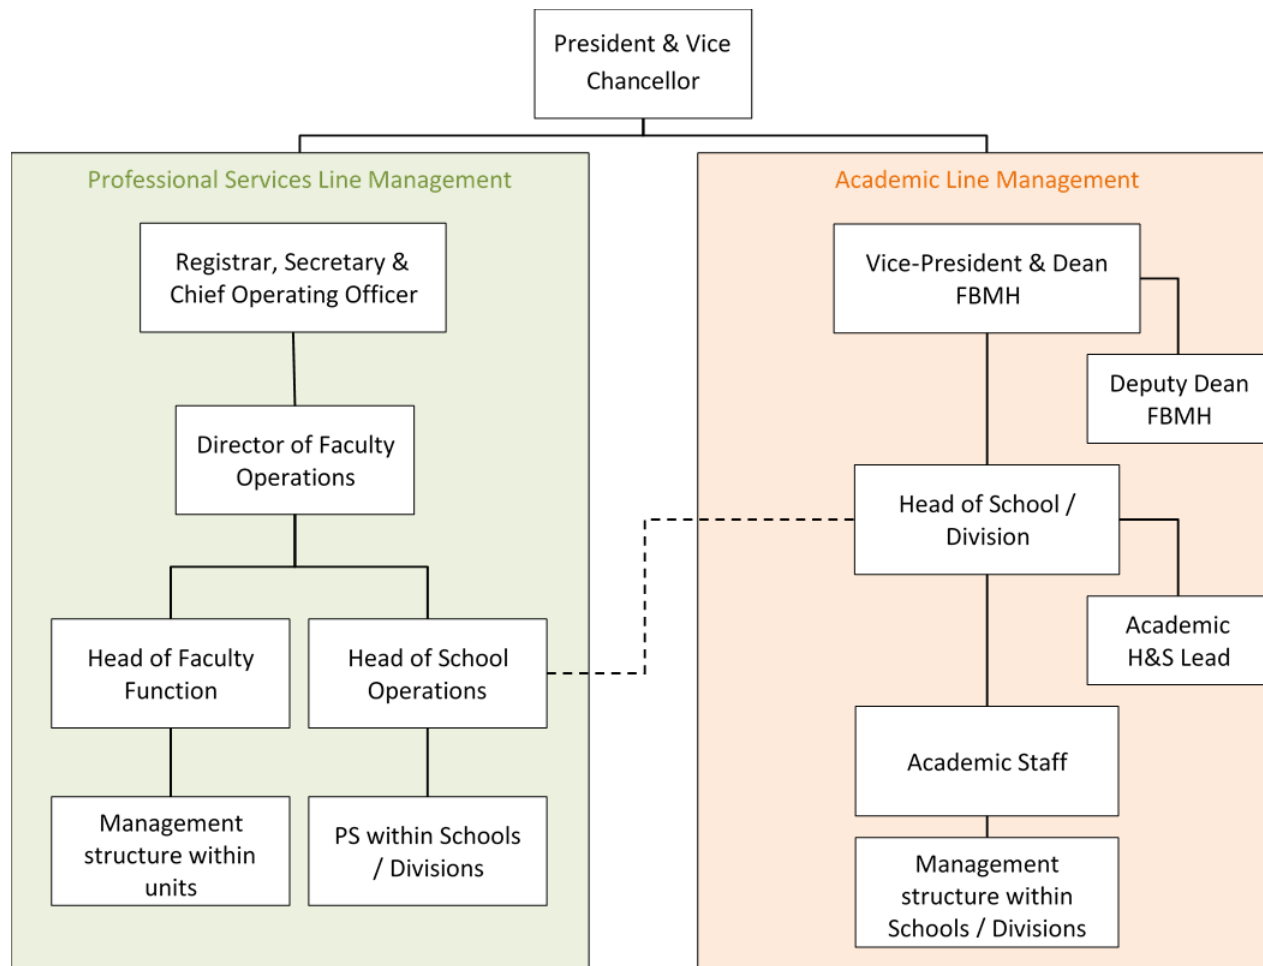 President & Vice
Chancellor
Professional Services Line Management
Academic Line Management
Registrar, Secretary &
Chief Operating Officer
Vice-President & Dean
FBMH
Deputy Dean
FBMH
Director of Faculty
Operations
Head of School /
Division
Head of Faculty
Function
Head of School
Operations
Academic
H&S Lead
Academic Staff
Management
structure within
units
PS within Schools
/ Divisions
Management
structure within
Schools / Divisions